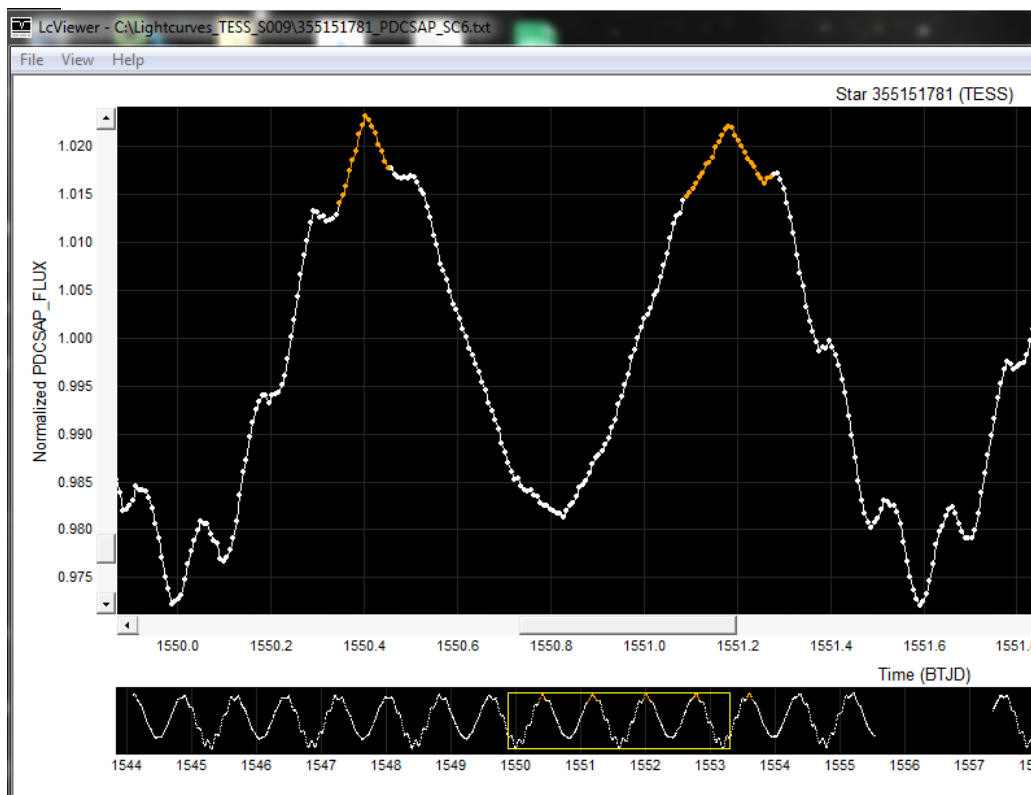 LcViewer - C:\Lightcurves_TESS_S009\355151781_PDCSAP_SC6.txt
File View Help
Star 355151781 (TESS)
Normalized PDCSAP_FLUX
1.020
1.015
1.010
1.005
1.000
0.995
0.990
0.985
0.980
0.975
1550.0 1550.2 1550.4 1550.6 1550.8 1551.0 1551.2 1551.4 1551.6 1551.8
Time (BTJD)
1544 1545 1546 1547 1548 1549 1550 1551 1552 1553 1554 1555 1556 1557